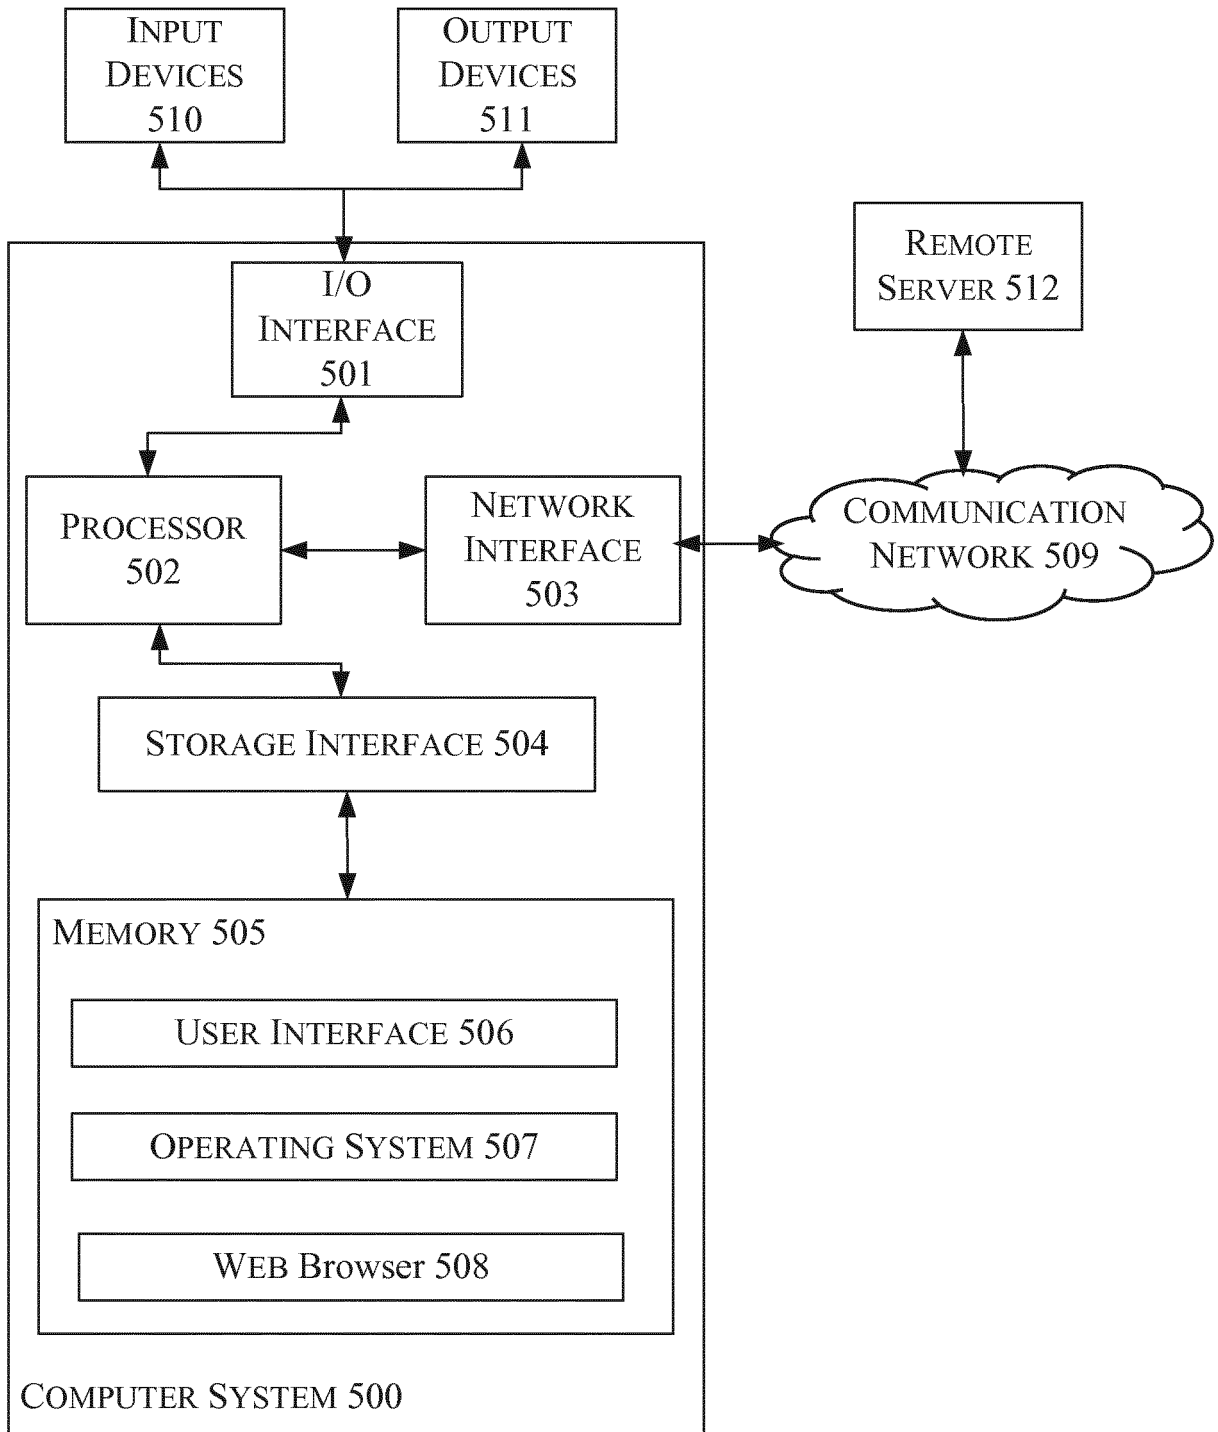 INPUT
DEVICES
510
OUTPUT
DEVICES
511
I/O
INTERFACE
501
REMOTE
SERVER 512
PROCESSOR
502
NETWORK
INTERFACE
503
COMMUNICATION
NETWORK 509
STORAGE INTERFACE 504
MEMORY 505
USER INTERFACE 506
OPERATING SYSTEM 507
WEB Browser 508
COMPUTER SYSTEM 500